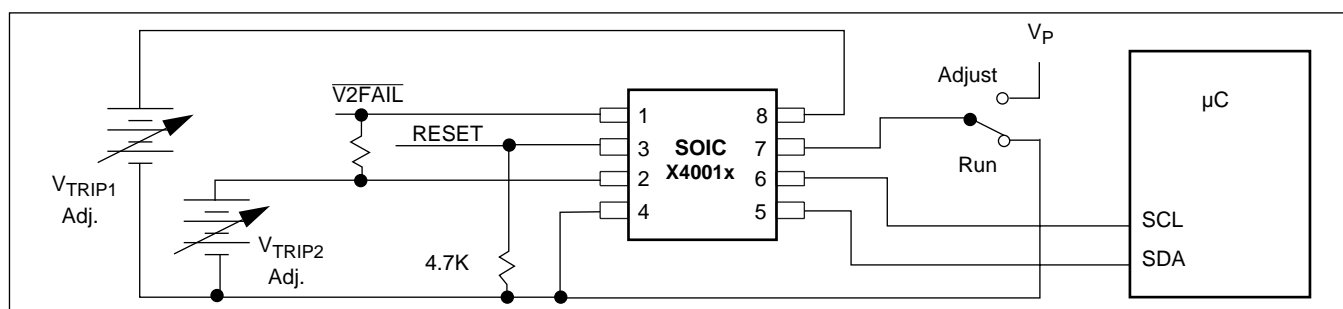 V_P
Adjust
µC
V2FAIL
1
8
RESET
3
SOIC
7
X4001x
Run
V_TRIP1
Adj.
2
6
4
5
SCL
V_TRIP2
Adj.
4.7K
SDA